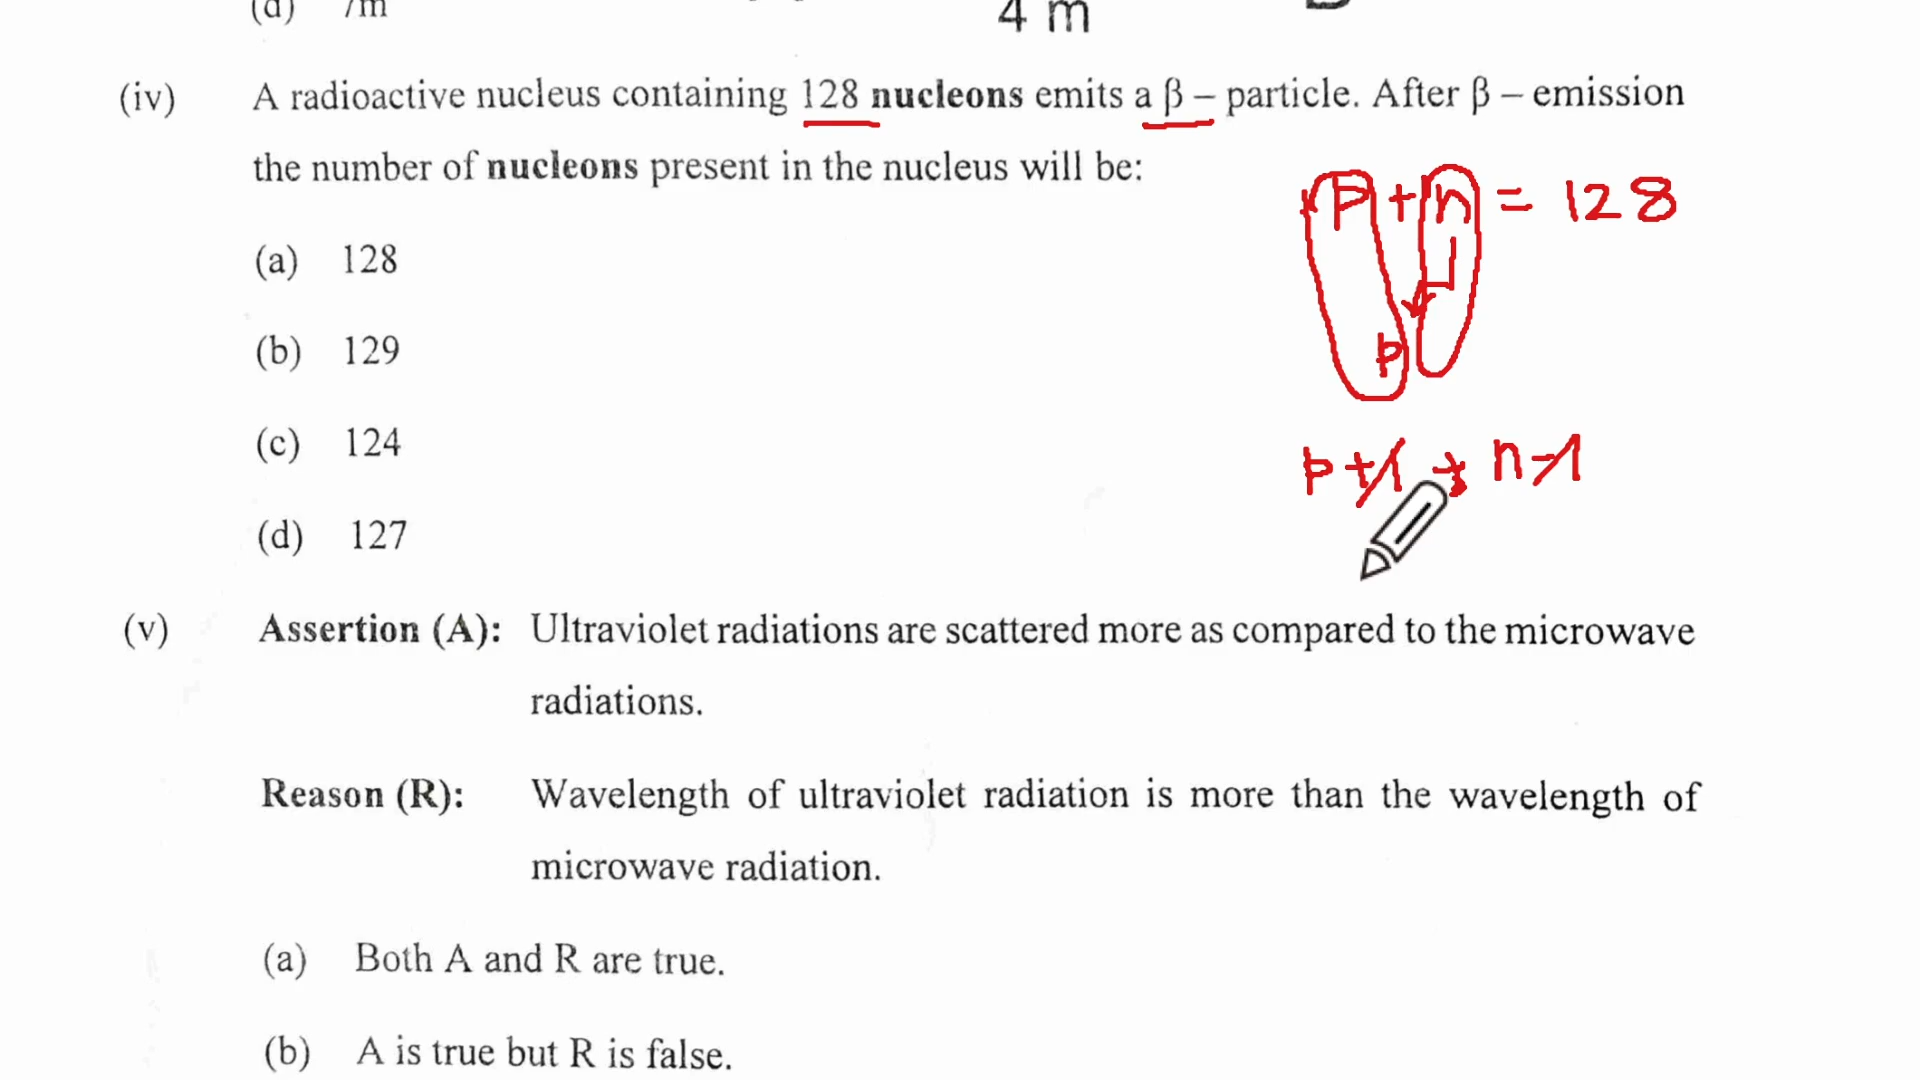 (d) 7m
4 m
(iv) A radioactive nucleus containing 128 nucleons emits a β – particle. After β – emission
the number of nucleons present in the nucleus will be:
p + n = 128
(a) 128
(b) 129
p
(c) 124
p + 1 + n - 1
(d) 127
(v) Assertion (A): Ultraviolet radiations are scattered more as compared to the microwave
radiations.
Reason (R): Wavelength of ultraviolet radiation is more than the wavelength of
microwave radiation.
(a) Both A and R are true.
(b) A is true but R is false.